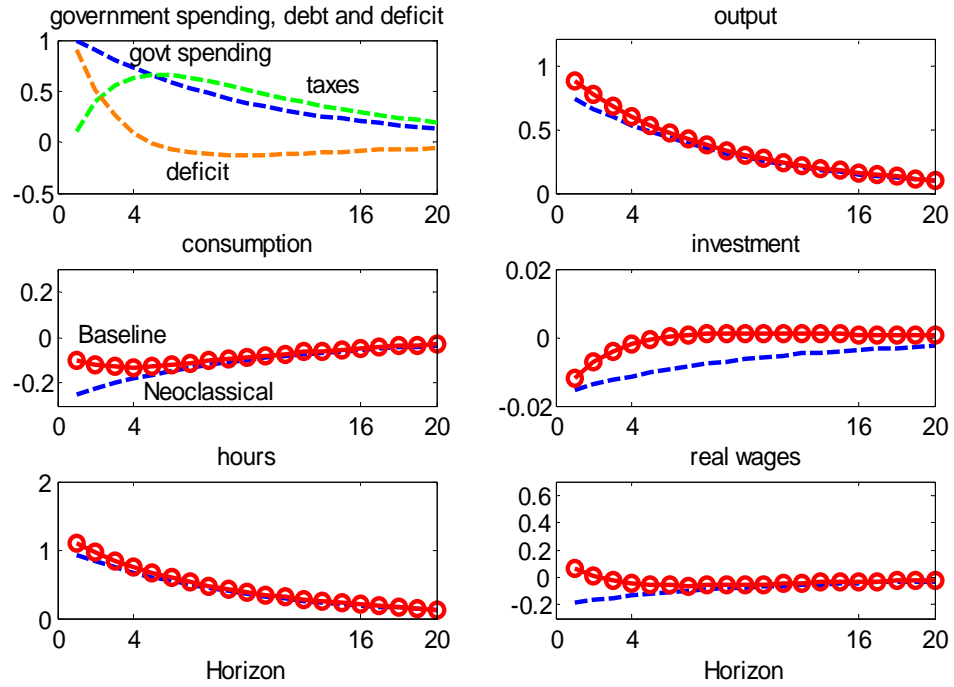 government spending, debt and deficit
1
0.5
0
-0.5
0 4 16 20
govt spending
taxes
deficit
output
1
0.5
0
0 4 16 20
consumption
0.2
0
-0.2
0 4 16 20
Baseline
Neoclassical
investment
0.02
0
-0.02
0 4 16 20
hours
2
1
0
0 4 16 20
Horizon
real wages
0.6
0.4
0.2
0
-0.2
0 4 16 20
Horizon